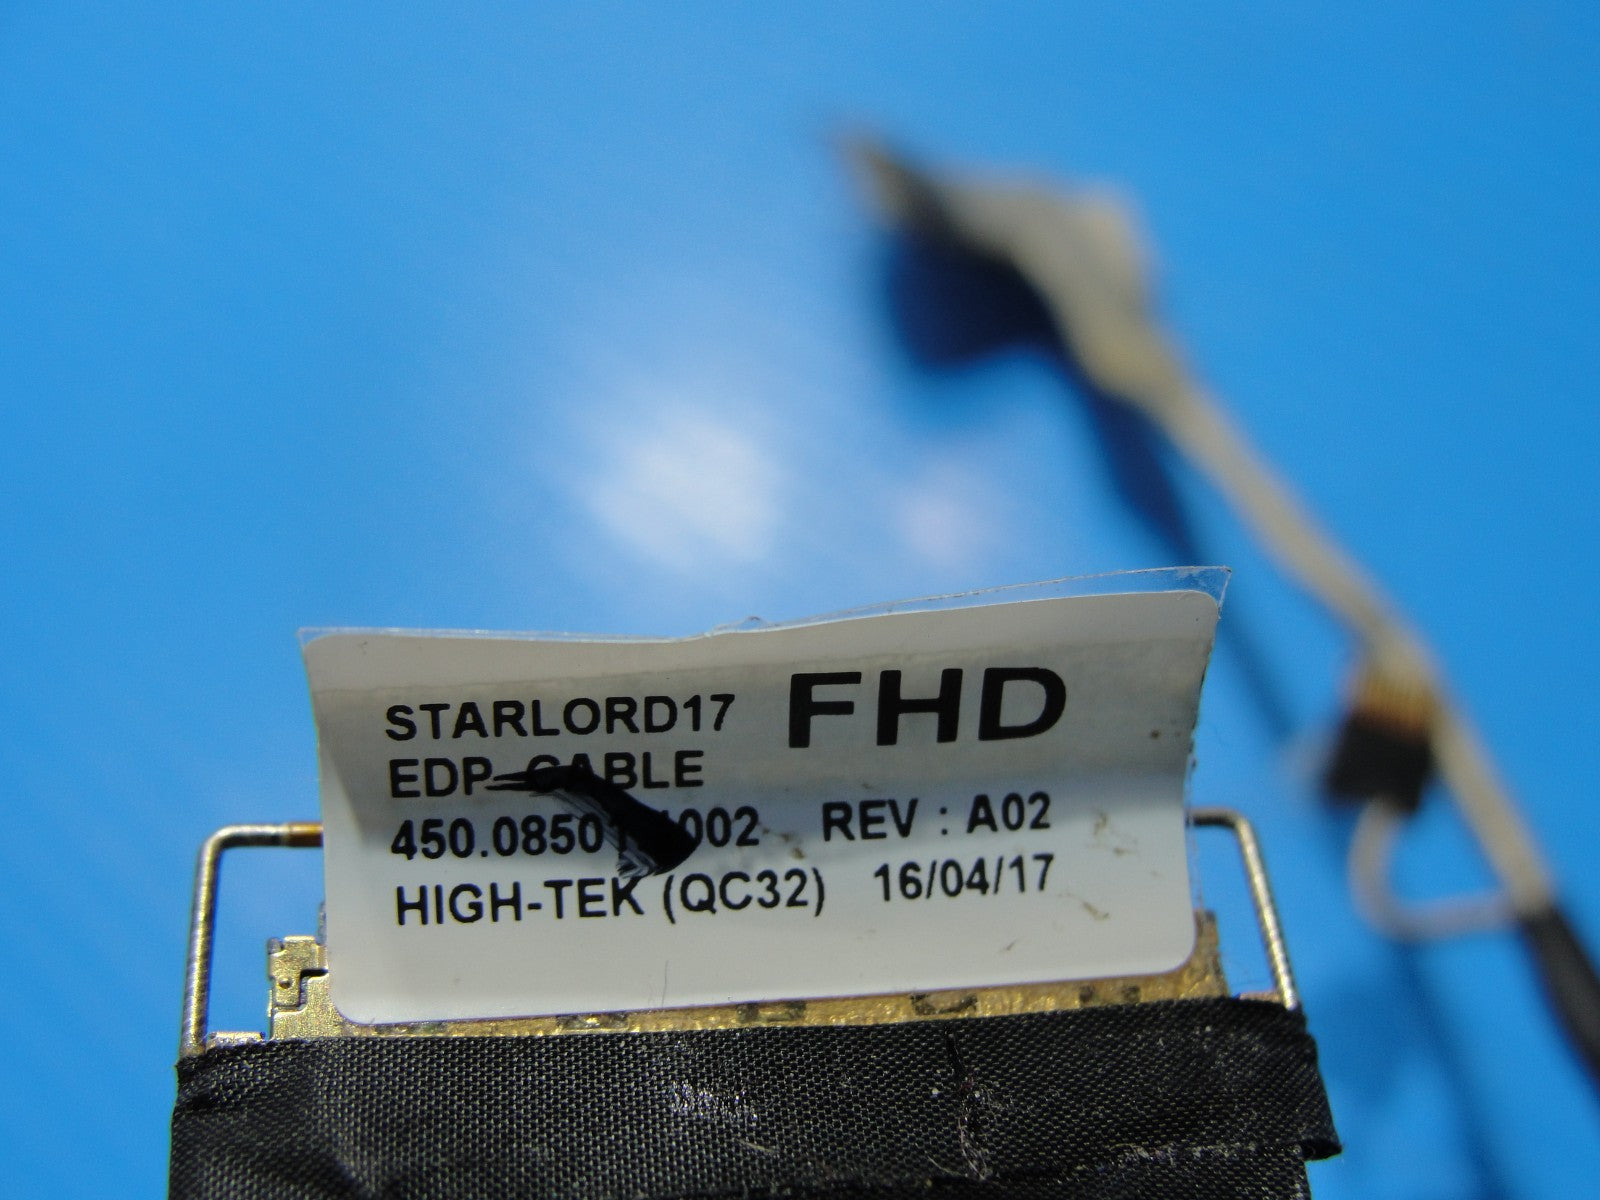 STARLORD17 FHD
EDP CABLE
REV : A02
HIGH-TEK (QC32) 16/04/17